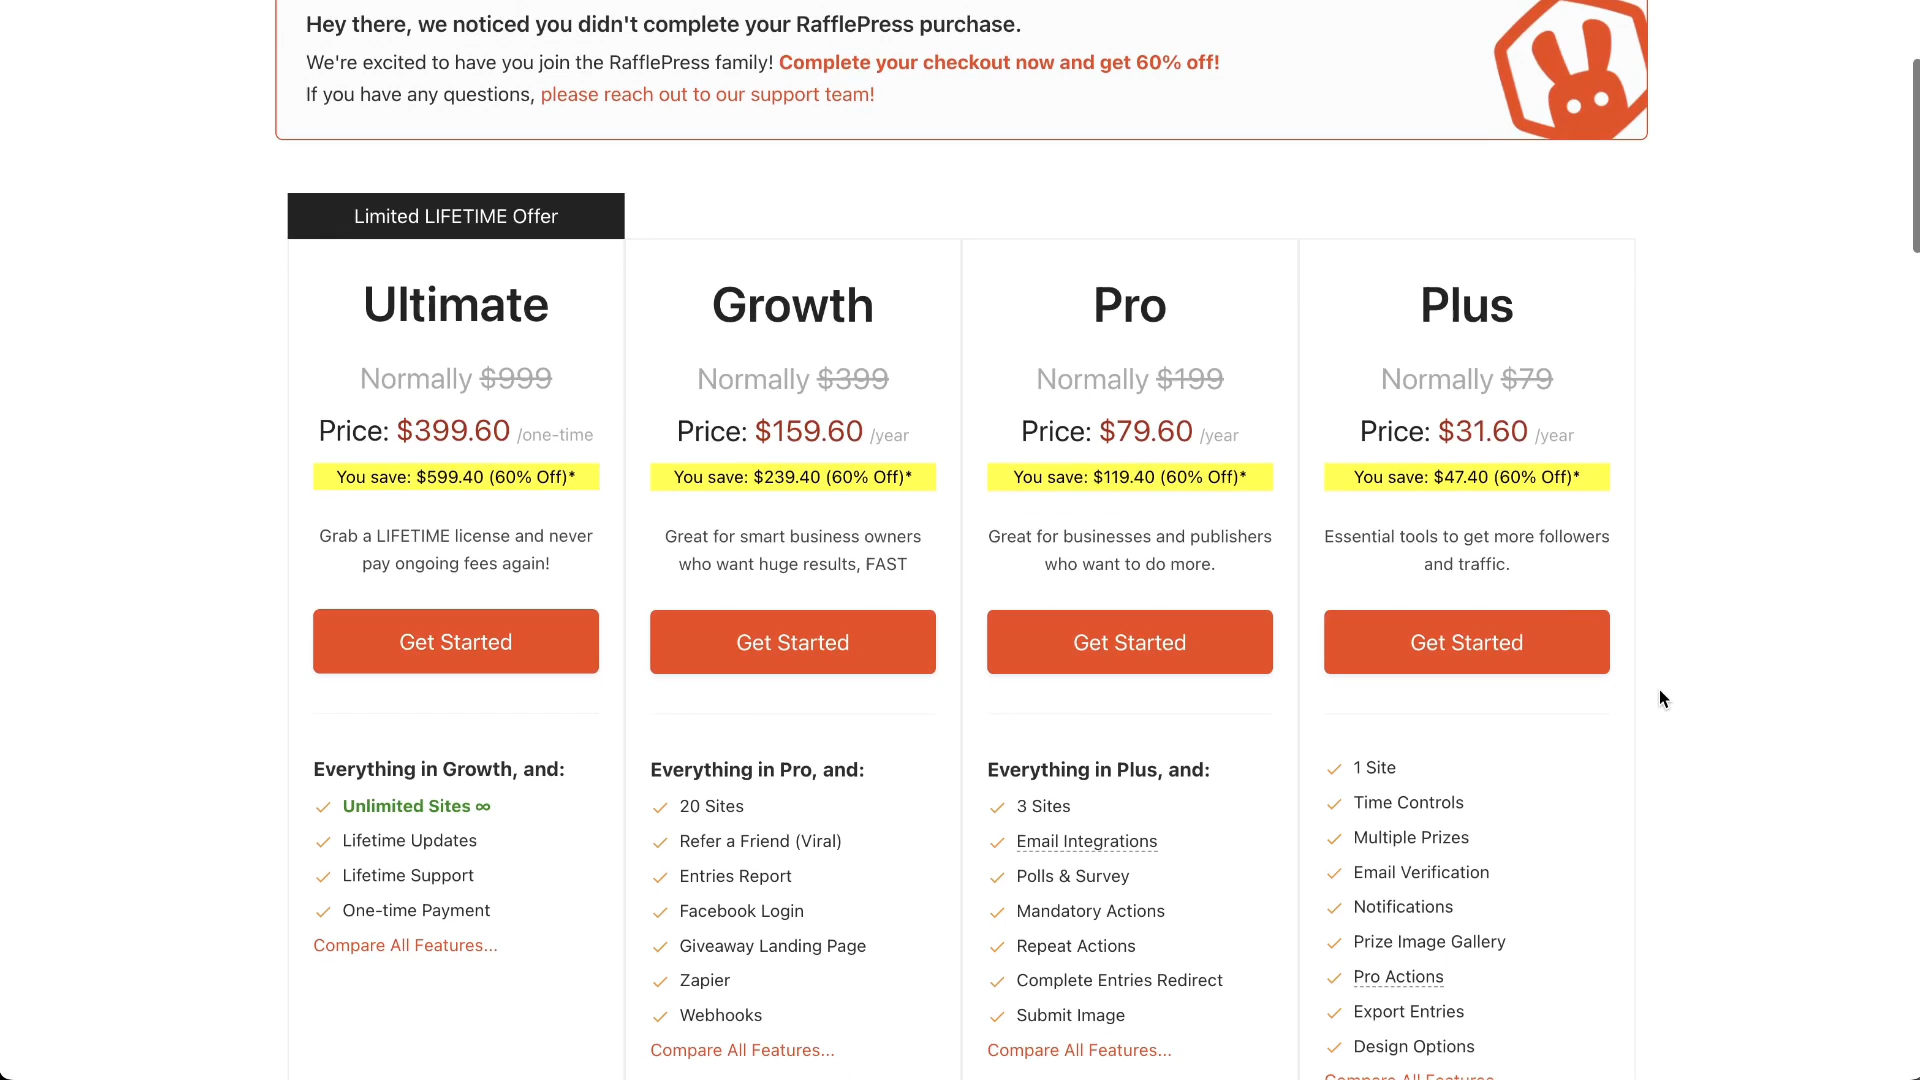 Hey there, we noticed you didn't complete your RafflePress purchase.
We're excited to have you join the RafflePress family! Complete your checkout now and get 60% off!
If you have any questions, please reach out to our support team!
Limited LIFETIME Offer
Ultimate
Normally $999
Price: $399.60 /one-time
You save: $599.40 (60% Off)*
Grab a LIFETIME license and never
pay ongoing fees again!
Get Started
Everything in Growth, and:
Unlimited Sites ∞
Lifetime Updates
Lifetime Support
One-time Payment
Compare All Features...
Growth
Normally $399
Price: $159.60 /year
You save: $239.40 (60% Off)*
Great for smart business owners
who want huge results, FAST
Get Started
Everything in Pro, and:
20 Sites
Refer a Friend (Viral)
Entries Report
Facebook Login
Giveaway Landing Page
Zapier
Webhooks
Compare All Features...
Pro
Normally $199
Price: $79.60 /year
You save: $119.40 (60% Off)*
Great for businesses and publishers
who want to do more.
Get Started
Everything in Plus, and:
3 Sites
Email Integrations
Polls & Survey
Mandatory Actions
Repeat Actions
Complete Entries Redirect
Submit Image
Compare All Features...
Plus
Normally $79
Price: $31.60 /year
You save: $47.40 (60% Off)*
Essential tools to get more followers
and traffic.
Get Started
1 Site
Time Controls
Multiple Prizes
Email Verification
Notifications
Prize Image Gallery
Pro Actions
Export Entries
Design Options
Compare All Features...